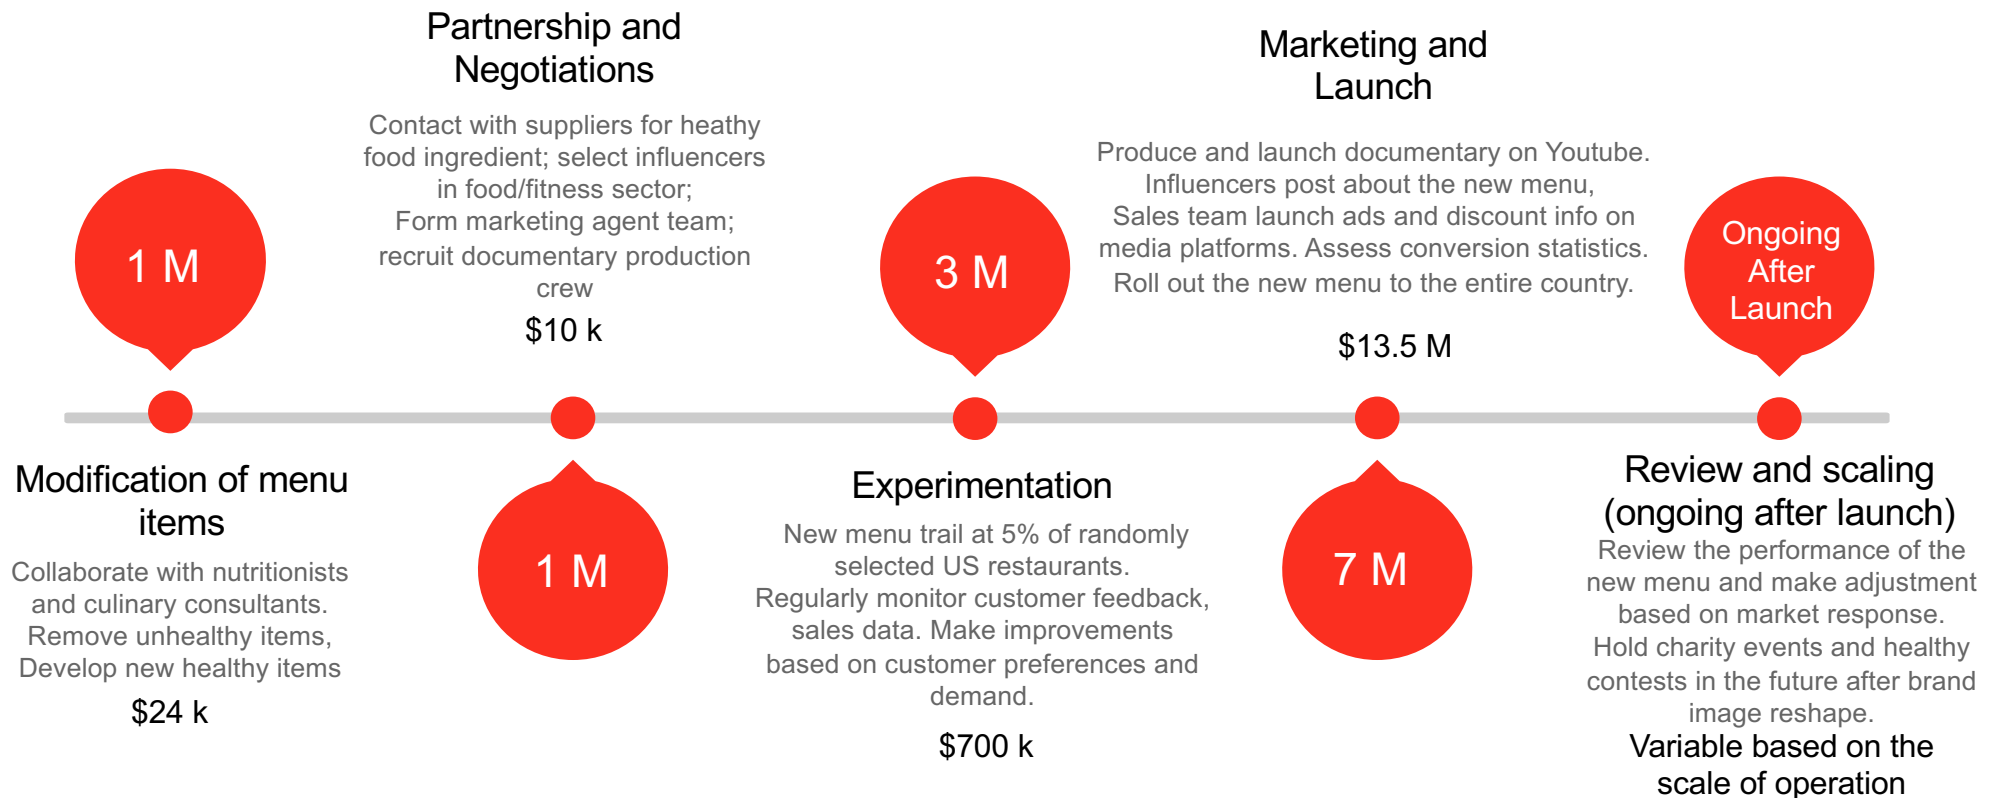 1 M
Modification of menu
items
Collaborate with nutritionists
and culinary consultants.
Remove unhealthy items,
Develop new healthy items
$24 k
Partnership and
Negotiations
Contact with suppliers for heathy
food ingredient; select influencers
in food/fitness sector;
Form marketing agent team;
recruit documentary production
crew
$10 k
1 M
3 M
Experimentation
New menu trail at 5% of randomly
selected US restaurants.
Regularly monitor customer feedback,
sales data. Make improvements
based on customer preferences and
demand.
$700 k
Marketing and
Launch
Produce and launch documentary on Youtube.
Influencers post about the new menu,
Sales team launch ads and discount info on
media platforms. Assess conversion statistics.
Roll out the new menu to the entire country.
$13.5 M
7 M
Ongoing
After
Launch
Review and scaling
(ongoing after launch)
Review the performance of the
new menu and make adjustment
based on market response.
Hold charity events and healthy
contests in the future after brand
image reshape.
Variable based on the
scale of operation